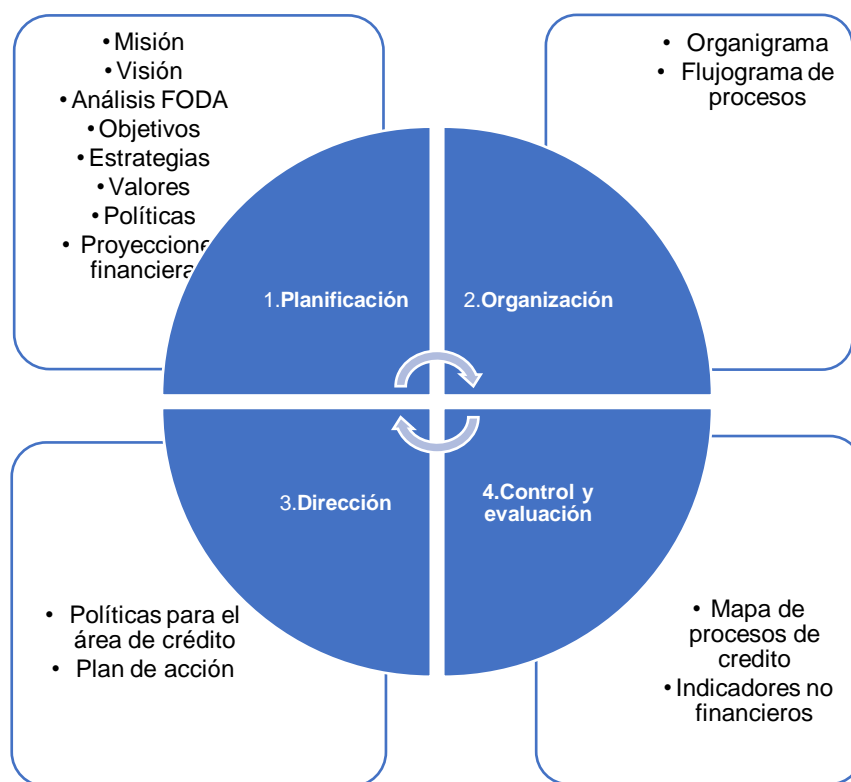 • Misión
• Visión
• Análisis FODA
• Objetivos
• Estrategias
• Valores
• Políticas
• Proyeccione
financiera
• Organigrama
• Flujograma de
procesos
1.Planificación
2.Organización
3.Dirección
4.Control y
evaluación
• Políticas para el
área de crédito
• Plan de acción
• Mapa de
procesos de
credito
• Indicadores no
financieros